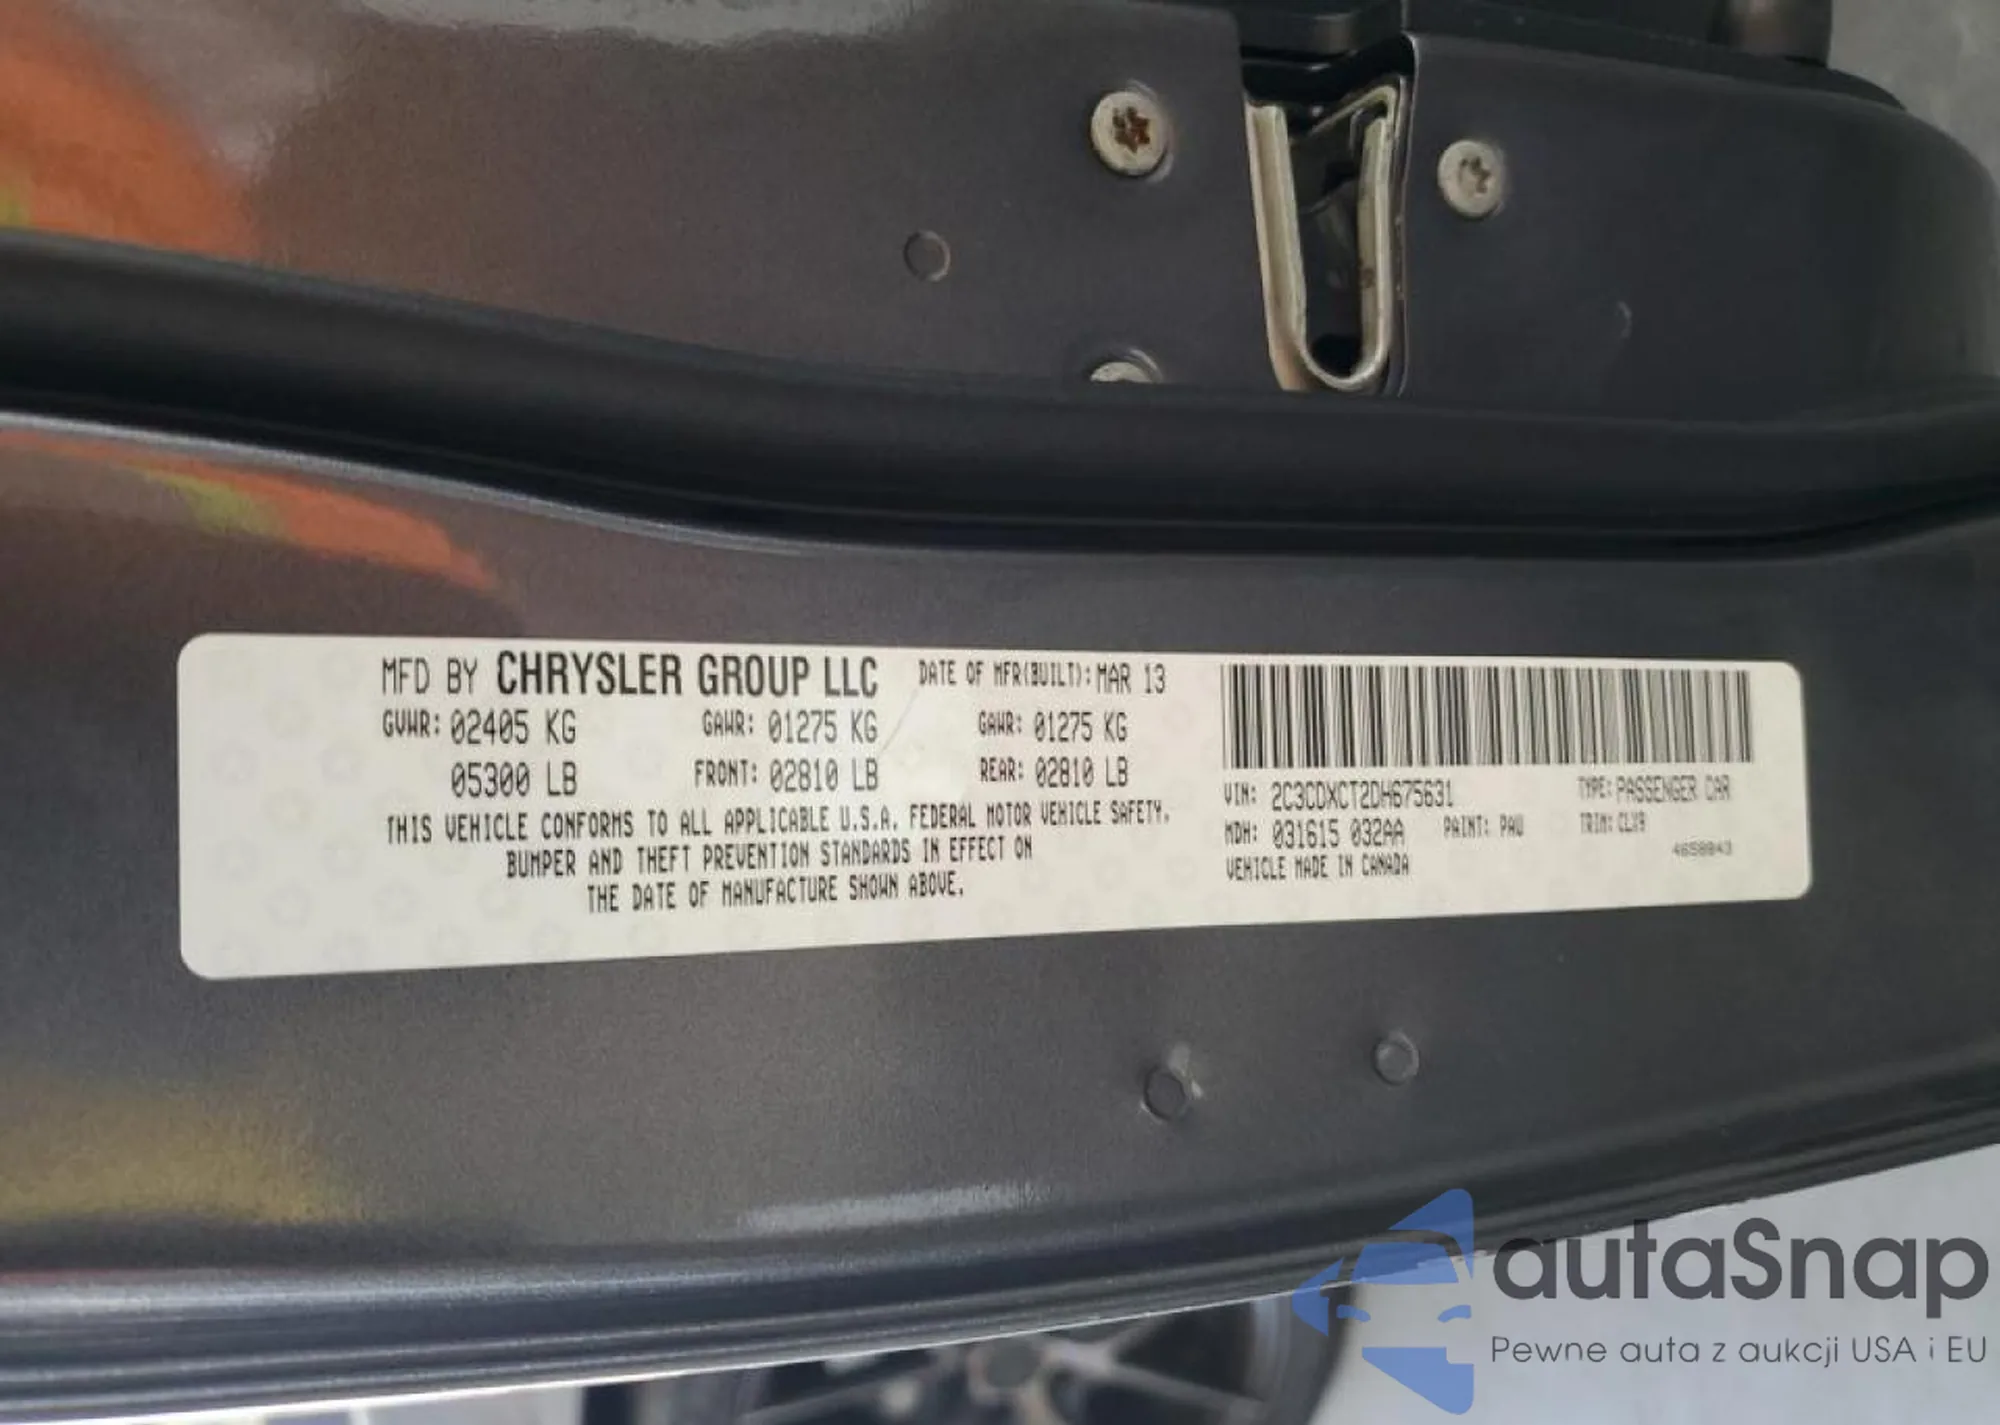 MFD BY CHRYSLER GROUP LLC DATE OF MFR(BUILT): MAR 13
GVWR: 02405 KG GAWR: 01275 KG GAWR: 01275 KG
05300 LB FRONT: 02810 LB REAR: 02810 LB
THIS VEHICLE CONFORMS TO ALL APPLICABLE U.S.A. FEDERAL MOTOR VEHICLE SAFETY,
BUMPER AND THEFT PREVENTION STANDARDS IN EFFECT ON
THE DATE OF MANUFACTURE SHOWN ABOVE.
VIN: 2C3CDXCT2DH675631 TYPE: PASSENGER CAR
MDH: 031615 032AA PAINT: PAU TRIM: CLX9
VEHICLE MADE IN CANADA 4658843
autaSnap
Pewne auta z aukcji USA i EU